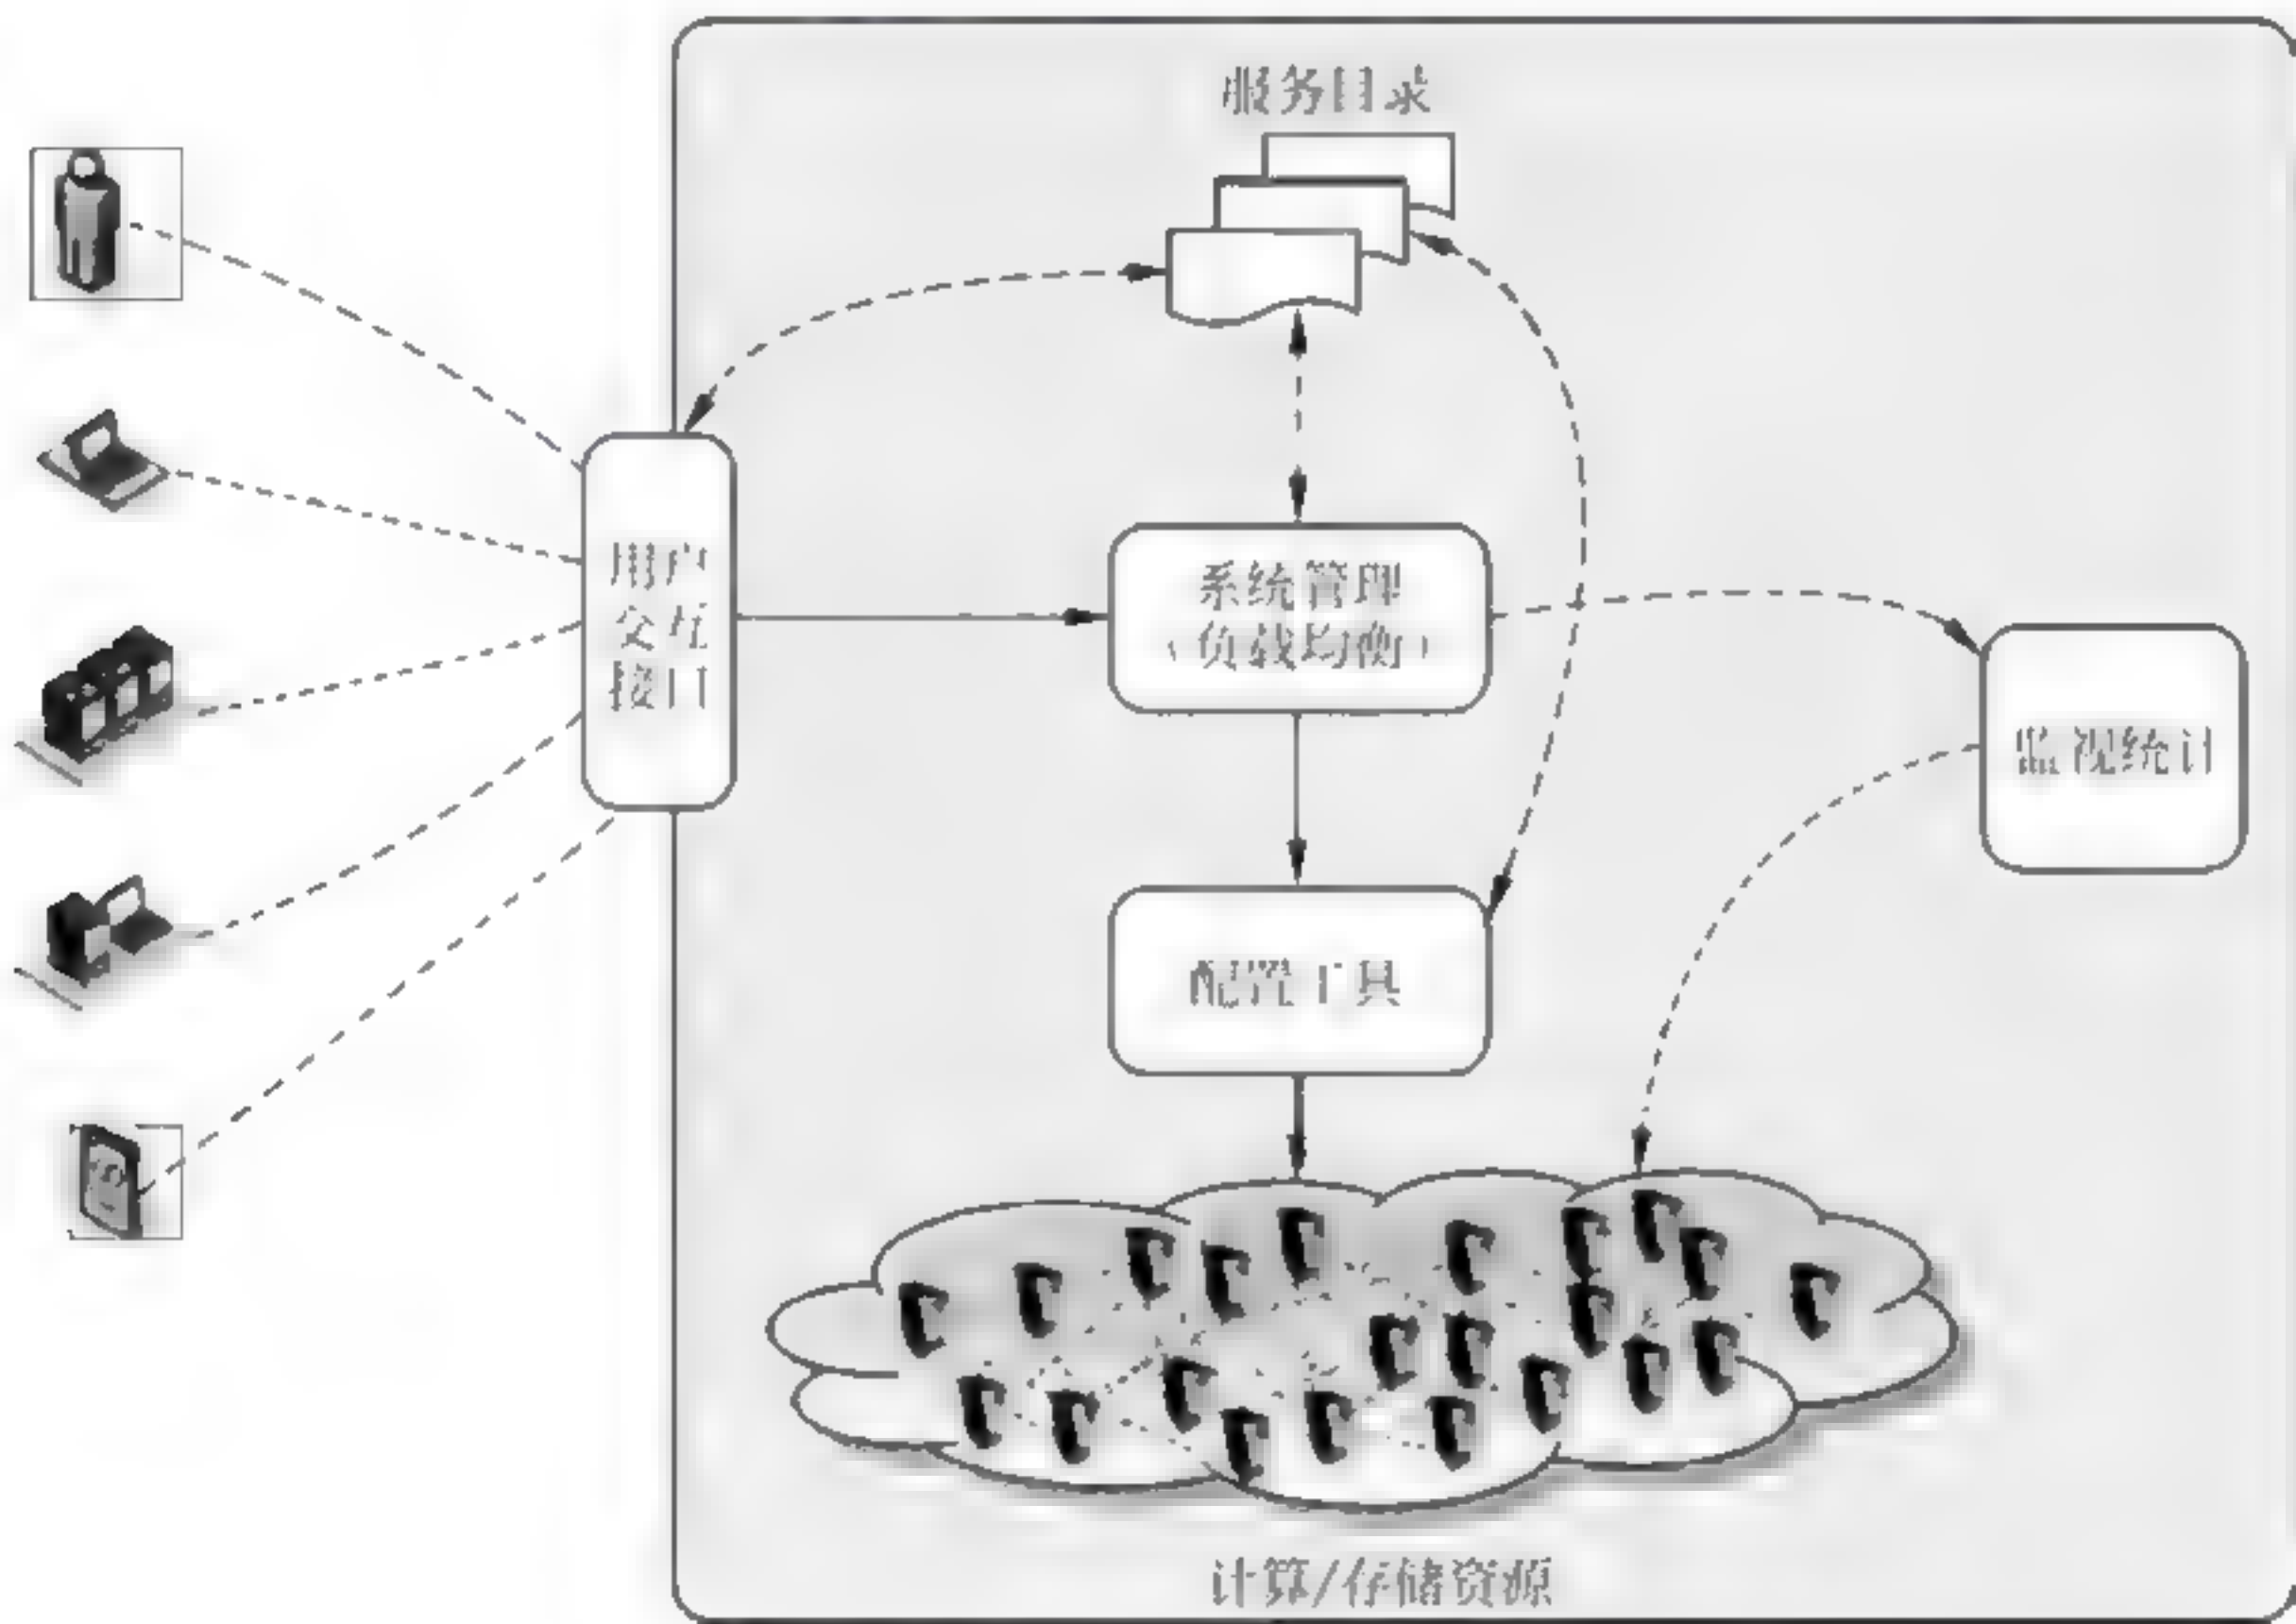 服务目录
用户
交互
接口
系统管理
(负载均衡)
监视统计
配置工具
计算/存储资源